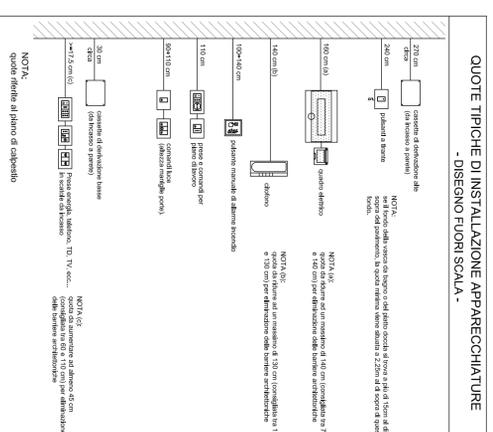 QUOTE TIPICHE DI INSTALLAZIONE APPARECCHIATURE
- DISEGNO FUORI SCALA -
270 cm
circa
cassette di derivazione alte
(da incasso a parete)
240 cm
pulsanti a tirante
NOTA:
se il fondo della vasca da bagno o del piatto doccia si trova a più di 15cm al di
sopra del pavimento, la quota minima viene situata a 2,25m al di sopra di
fondo.
160 cm (a)
quadro elettrico
NOTA (a):
quota da ridurre ad un massimo di 140 cm (consigliata tra
e 140 cm) per eliminazione delle barriere architettoniche
140 cm (b)
citofono
NOTA (b):
quota da ridurre ad un massimo di 130 cm (consigliata tra
e 130 cm) per eliminazione delle barriere architettoniche
100÷140 cm
pulsante manuale di allarme incendio
110 cm
prese e comandi per
piano di lavoro
90÷110 cm
comandi luce
(altezza maniglie porte)
30 cm
circa
cassette di derivazione basse
(da incasso a parete)
>=17,5 cm (c)
Prese energia, telefono, TD, TV ecc...
in scatole da incasso
NOTA (c):
quota da aumentare ad almeno 45 cm
(consigliata tra 60 e 110 cm) per eliminazione
delle barriere architettoniche
NOTA:
quote riferite al piano di calpestio